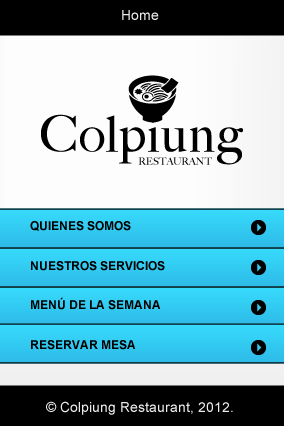 Home
Colpiung
RESTAURANT
QUIENES SOMOS
NUESTROS SERVICIOS
MENÚ DE LA SEMANA
RESERVAR MESA
© Colpiung Restaurant, 2012.